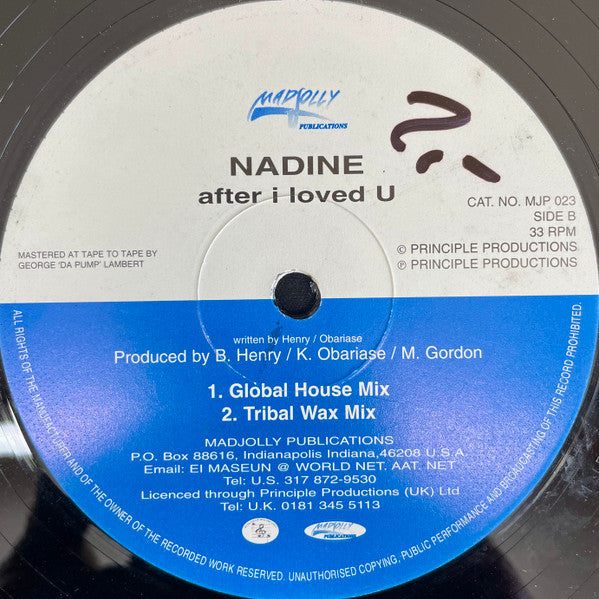 MADJOLLY
PUBLICATIONS
NADINE
after i loved U
CAT. NO. MJP 023
SIDE B
33 RPM
© PRINCIPLE PRODUCTIONS
℗ PRINCIPLE PRODUCTIONS
MASTERED AT TAPE TO TAPE BY
GEORGE 'DA PUMP' LAMBERT
written by Henry / Obariase
Produced by B. Henry / K. Obariase / M. Gordon
1. Global House Mix
2. Tribal Wax Mix
MADJOLLY PUBLICATIONS
P.O. Box 88616, Indianapolis Indiana,46208 U.S.A.
Email: EI MASEUN @ WORLD NET. AAT. NET
Tel: U.S. 317 872-9530
Licenced through Principle Productions (UK) Ltd
Tel: U.K. 0181 345 5113
MADJOLLY
PUBLICATIONS
ALL RIGHTS OF THE MANUFACTURER AND OF THE OWNER OF THE RECORDED WORK RESERVED. UNAUTHORISED COPYING, PUBLIC PERFORMANCE AND BROADCASTING OF THIS RECORD PROHIBITED.